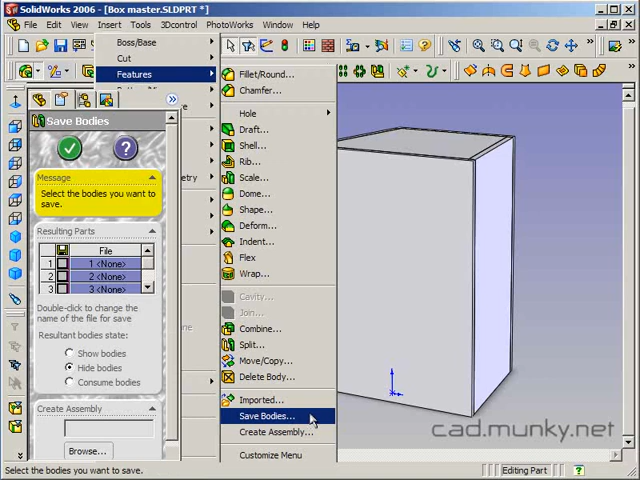 SolidWorks 2006 - [Box master.SLDPRT *]
File Edit View Insert Tools 3Dcontrol PhotoWorks Window Help
Boss/Base
Cut
Features
Fillet/Round...
Chamfer...
Hole
Draft...
Shell...
Rib...
Scale...
Dome...
Shape...
Deform...
Indent...
Flex
Wrap...
Cavity...
Join...
Combine...
Split...
Move/Copy...
Delete Body...
Imported...
Save Bodies...
Create Assembly...
Customize Menu
Save Bodies
Message
Select the bodies you want to
save.
Resulting Parts
File
1 1 <None>
2 2 <None>
3 3 <None>
Double-click to change the
name of the file for save
Resultant bodies state:
Show bodies
Hide bodies
Consume bodies
Create Assembly
Browse...
cad.munky.net
Select the bodies you want to save.
Editing Part